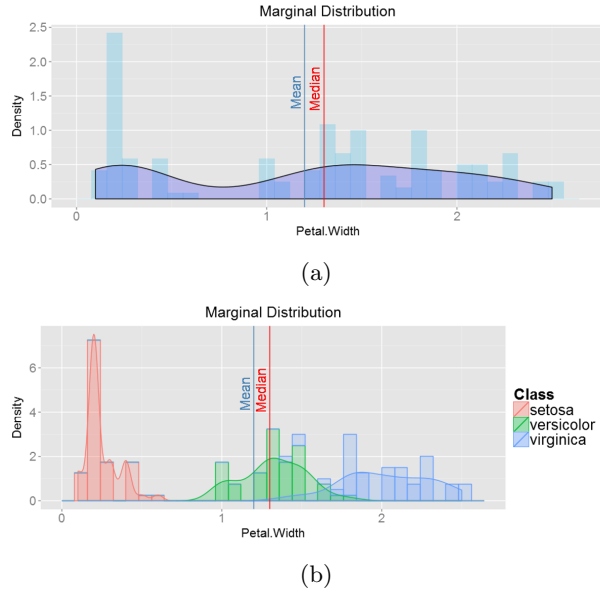 Marginal Distribution
2.5
2.0
1.5
1.0
0.5
0.0
Density
Mean
Median
0
1
2
Petal.Width
(a)
Marginal Distribution
6
4
2
0
Density
Mean
Median
Class
setosa
versicolor
virginica
0
1
2
Petal.Width
(b)